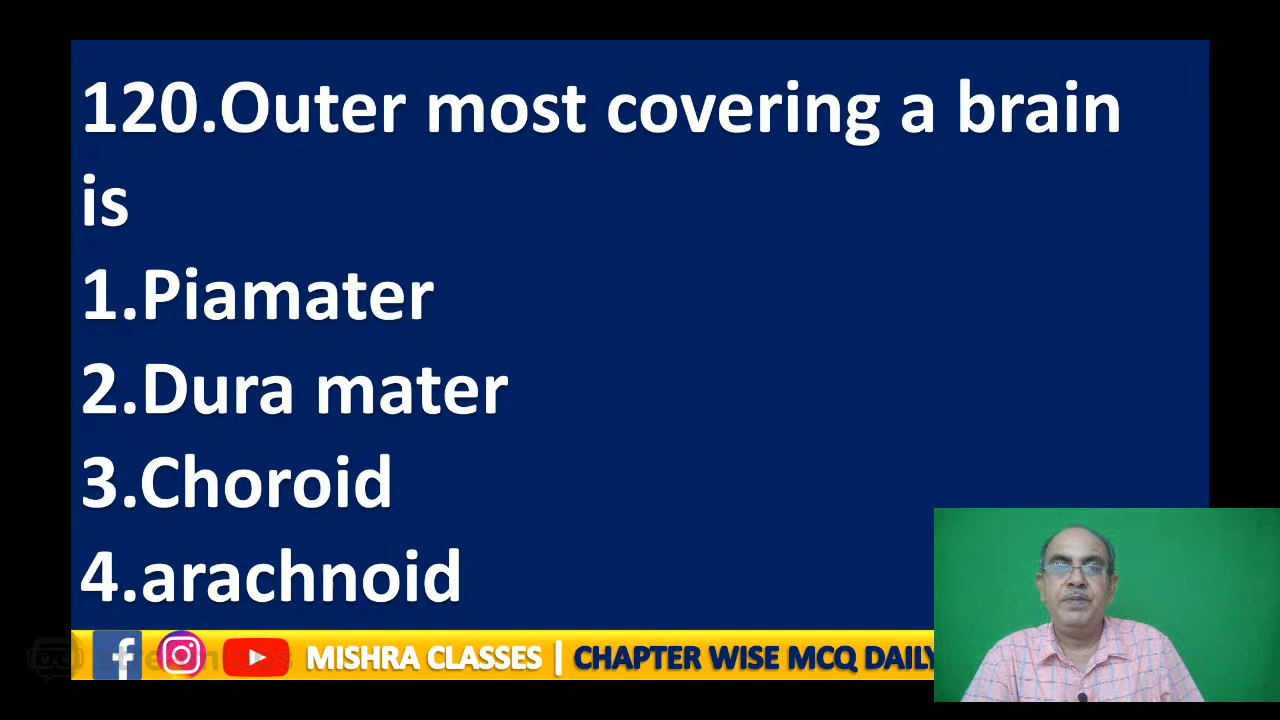 120.Outer most covering a brain
is
1.Piamater
2.Dura mater
3.Choroid
4.arachnoid
MISHRA CLASSES | CHAPTER WISE MCQ DAILY